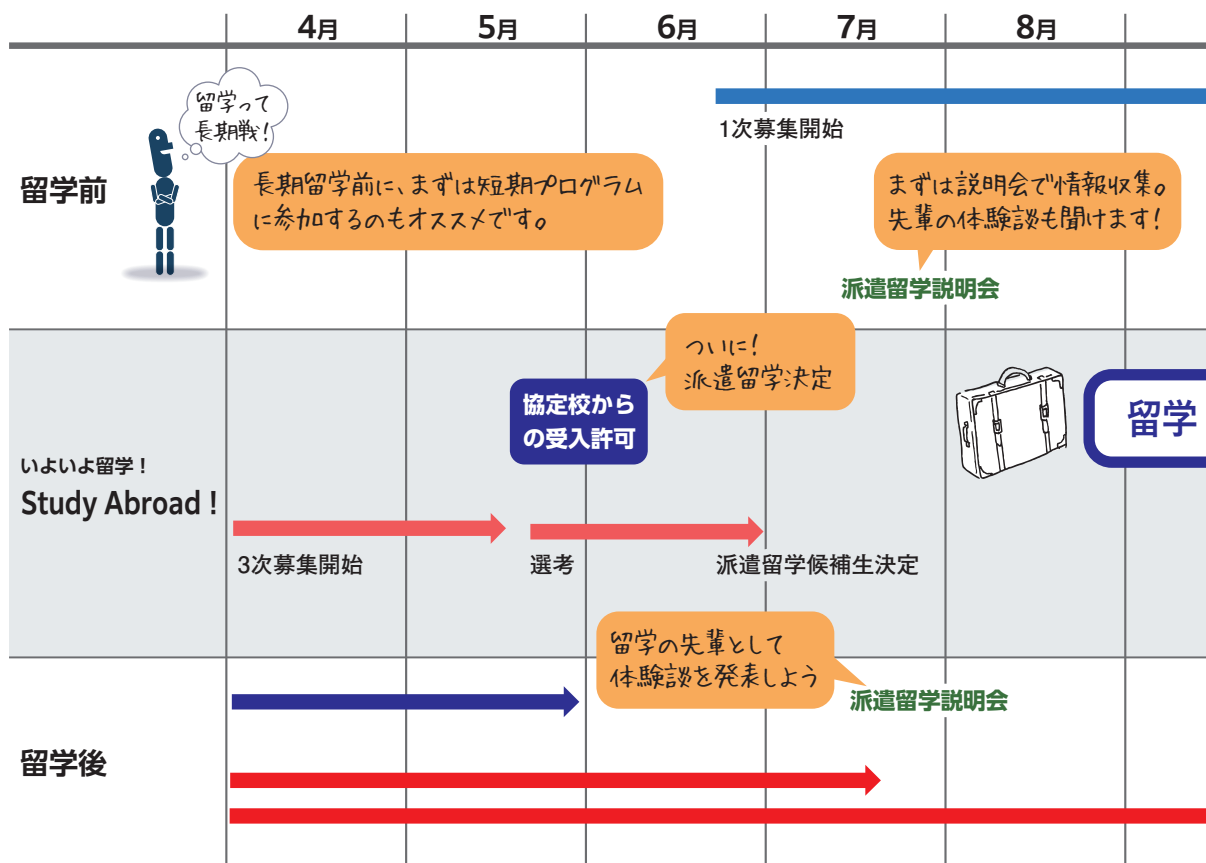 4月 5月 6月 7月 8月
留学って
長期戦!
1次募集開始
留学前
長期留学前に、まずは短期プログラム
に参加するのもオススメです。
まずは説明会で情報収集。
先輩の体験談も聞けます!
派遣留学説明会
ついに!
派遣留学決定
協定校から
の受入許可
留学
いよいよ留学!
Study Abroad !
3次募集開始
選考
派遣留学候補生決定
留学の先輩として
体験談を発表しよう
派遣留学説明会
留学後